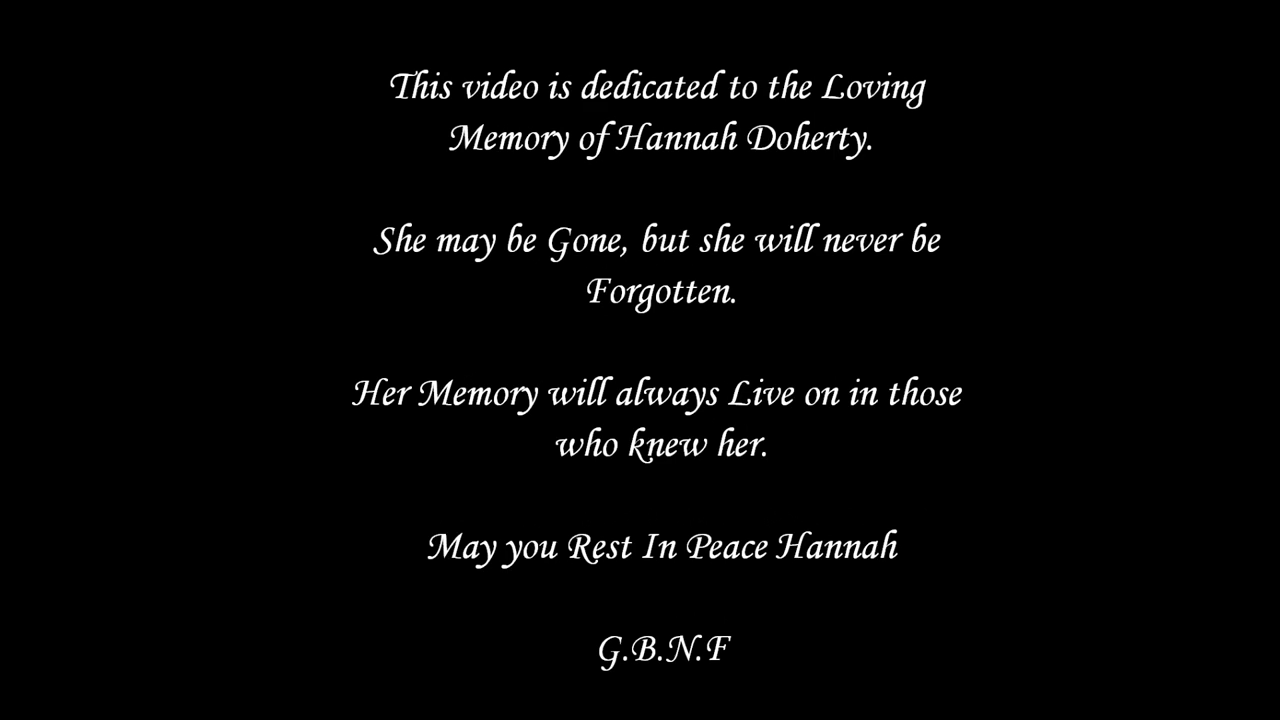 This video is dedicated to the Loving
Memory of Hannah Doherty.
She may be Gone, but she will never be
Forgotten.
Her Memory will always Live on in those
who knew her.
May you Rest In Peace Hannah
G.B.N.F